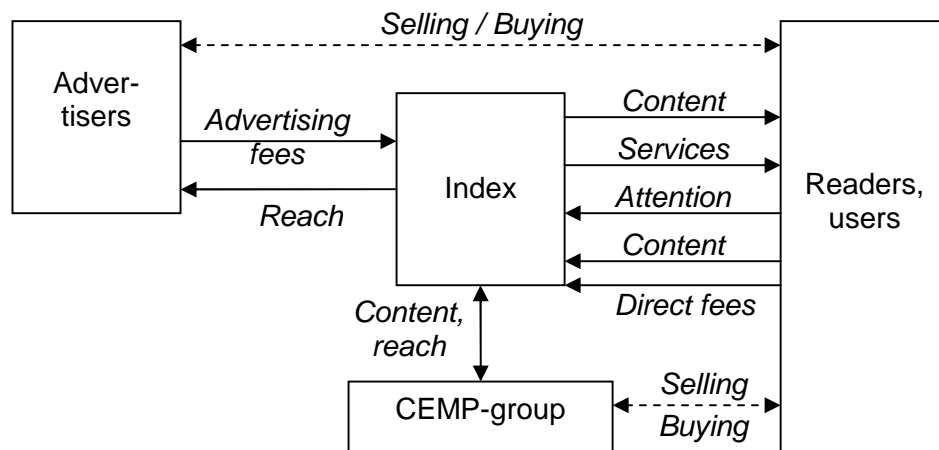 Selling / Buying
Adver-
tisers
Advertising
fees
Reach
Index
Content
Services
Attention
Content
Direct fees
Readers,
users
Content,
reach
CEMP-group
Selling
Buying